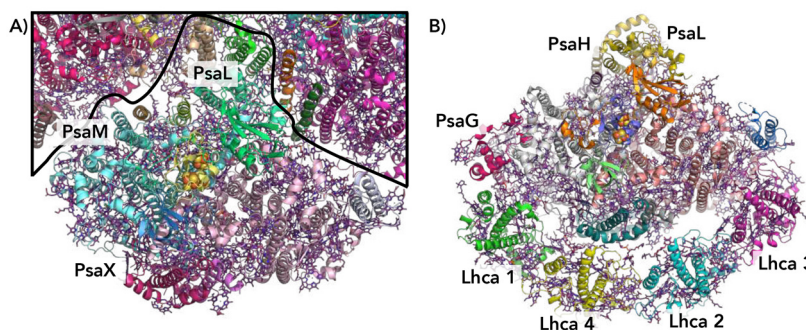 A)
PsaL
PsaM
PsaX
B)
PsaH
PsaL
PsaG
Lhca 1
Lhca 4
Lhca 2
Lhca 3